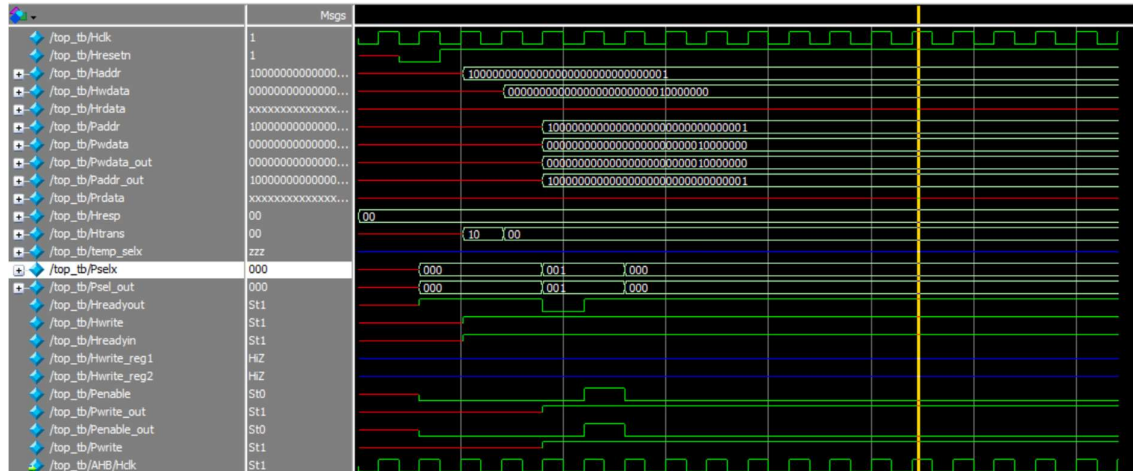 Msgs
/top_tb/Hclk 1
/top_tb/Hresetn 1
/top_tb/Haddr 10000000000000... 10000000000000000000000000000001
/top_tb/Hwdata 00000000000000... 00000000000000000000000010000000
/top_tb/Hrdata xxxxxxxxxxxxxx...
/top_tb/Paddr 10000000000000... 10000000000000000000000000000001
/top_tb/Pwdata 00000000000000... 00000000000000000000000010000000
/top_tb/Pwdata_out 00000000000000... 00000000000000000000000010000000
/top_tb/Paddr_out 10000000000000... 10000000000000000000000000000001
/top_tb/Prdata xxxxxxxxxxxxxx...
/top_tb/Hresp 00 00
/top_tb/Htrans 00 10 00
/top_tb/temp_selx zzz
/top_tb/Pselx 000 000 001 000
/top_tb/Psel_out 000 000 001 000
/top_tb/Hreadyout St1
/top_tb/Hwrite St1
/top_tb/Hreadyin St1
/top_tb/Hwrite_reg1 HiZ
/top_tb/Hwrite_reg2 HiZ
/top_tb/Penable St0
/top_tb/Pwrite_out St1
/top_tb/Penable_out St0
/top_tb/Pwrite St1
/top_tb/AHB/Hclk St1